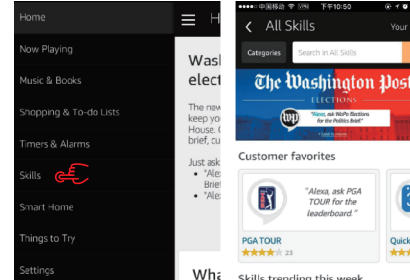 Home
Now Playing
Music & Books
Shopping & To-do Lists
Timers & Alarms
Skills
Smart Home
Things to Try
Settings
H
Wash
elect
The new
keep yo
House. C
brief, cu
Just ask
• "Ale
Brief
• "Ale
Wha
中国移动 VPN 下午10:50
All Skills
Your
Categories
Search in All Skills
The Washington Post
ELECTIONS
wp
"Alexa, ask WaPo Elections
for the Politics Brief."
Customer favorites
"Alexa, ask PGA
TOUR for the
leaderboard."
PGA TOUR
23
Quick
Skills trending this week